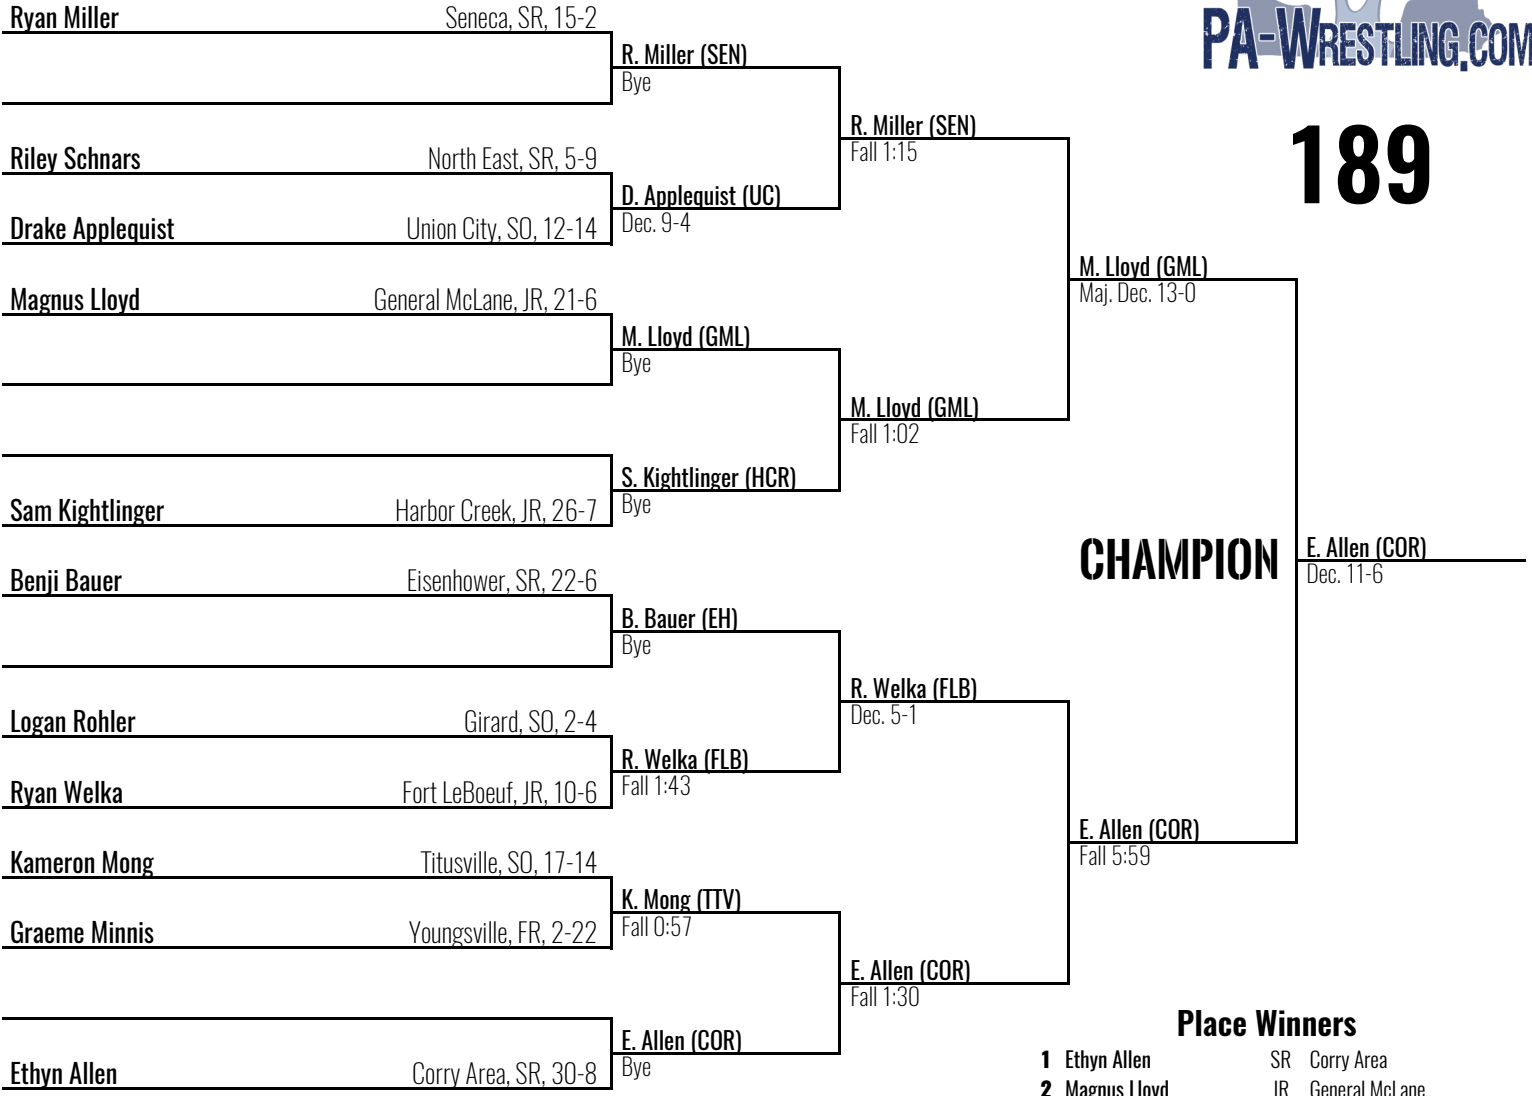 PA-WRESTLING.COM
189
Ryan Miller Seneca, SR, 15-2
R. Miller (SEN)
Bye
R. Miller (SEN)
Fall 1:15
Riley Schnars North East, SR, 5-9
D. Applequist (UC)
Dec. 9-4
Drake Applequist Union City, SO, 12-14
M. Lloyd (GML)
Maj. Dec. 13-0
Magnus Lloyd General McLane, JR, 21-6
M. Lloyd (GML)
Bye
M. Lloyd (GML)
Fall 1:02
S. Kightlinger (HCR)
Bye
Sam Kightlinger Harbor Creek, JR, 26-7
CHAMPION
E. Allen (COR)
Dec. 11-6
Benji Bauer Eisenhower, SR, 22-6
B. Bauer (EH)
Bye
R. Welka (FLB)
Dec. 5-1
Logan Rohler Girard, SO, 2-4
R. Welka (FLB)
Fall 1:43
Ryan Welka Fort LeBoeuf, JR, 10-6
E. Allen (COR)
Fall 5:59
Kameron Mong Titusville, SO, 17-14
K. Mong (TTV)
Fall 0:57
Graeme Minnis Youngsville, FR, 2-22
E. Allen (COR)
Fall 1:30
E. Allen (COR)
Bye
Ethyn Allen Corry Area, SR, 30-8
Place Winners
1 Ethyn Allen SR Corry Area
2 Magnus Lloyd JR General McLane